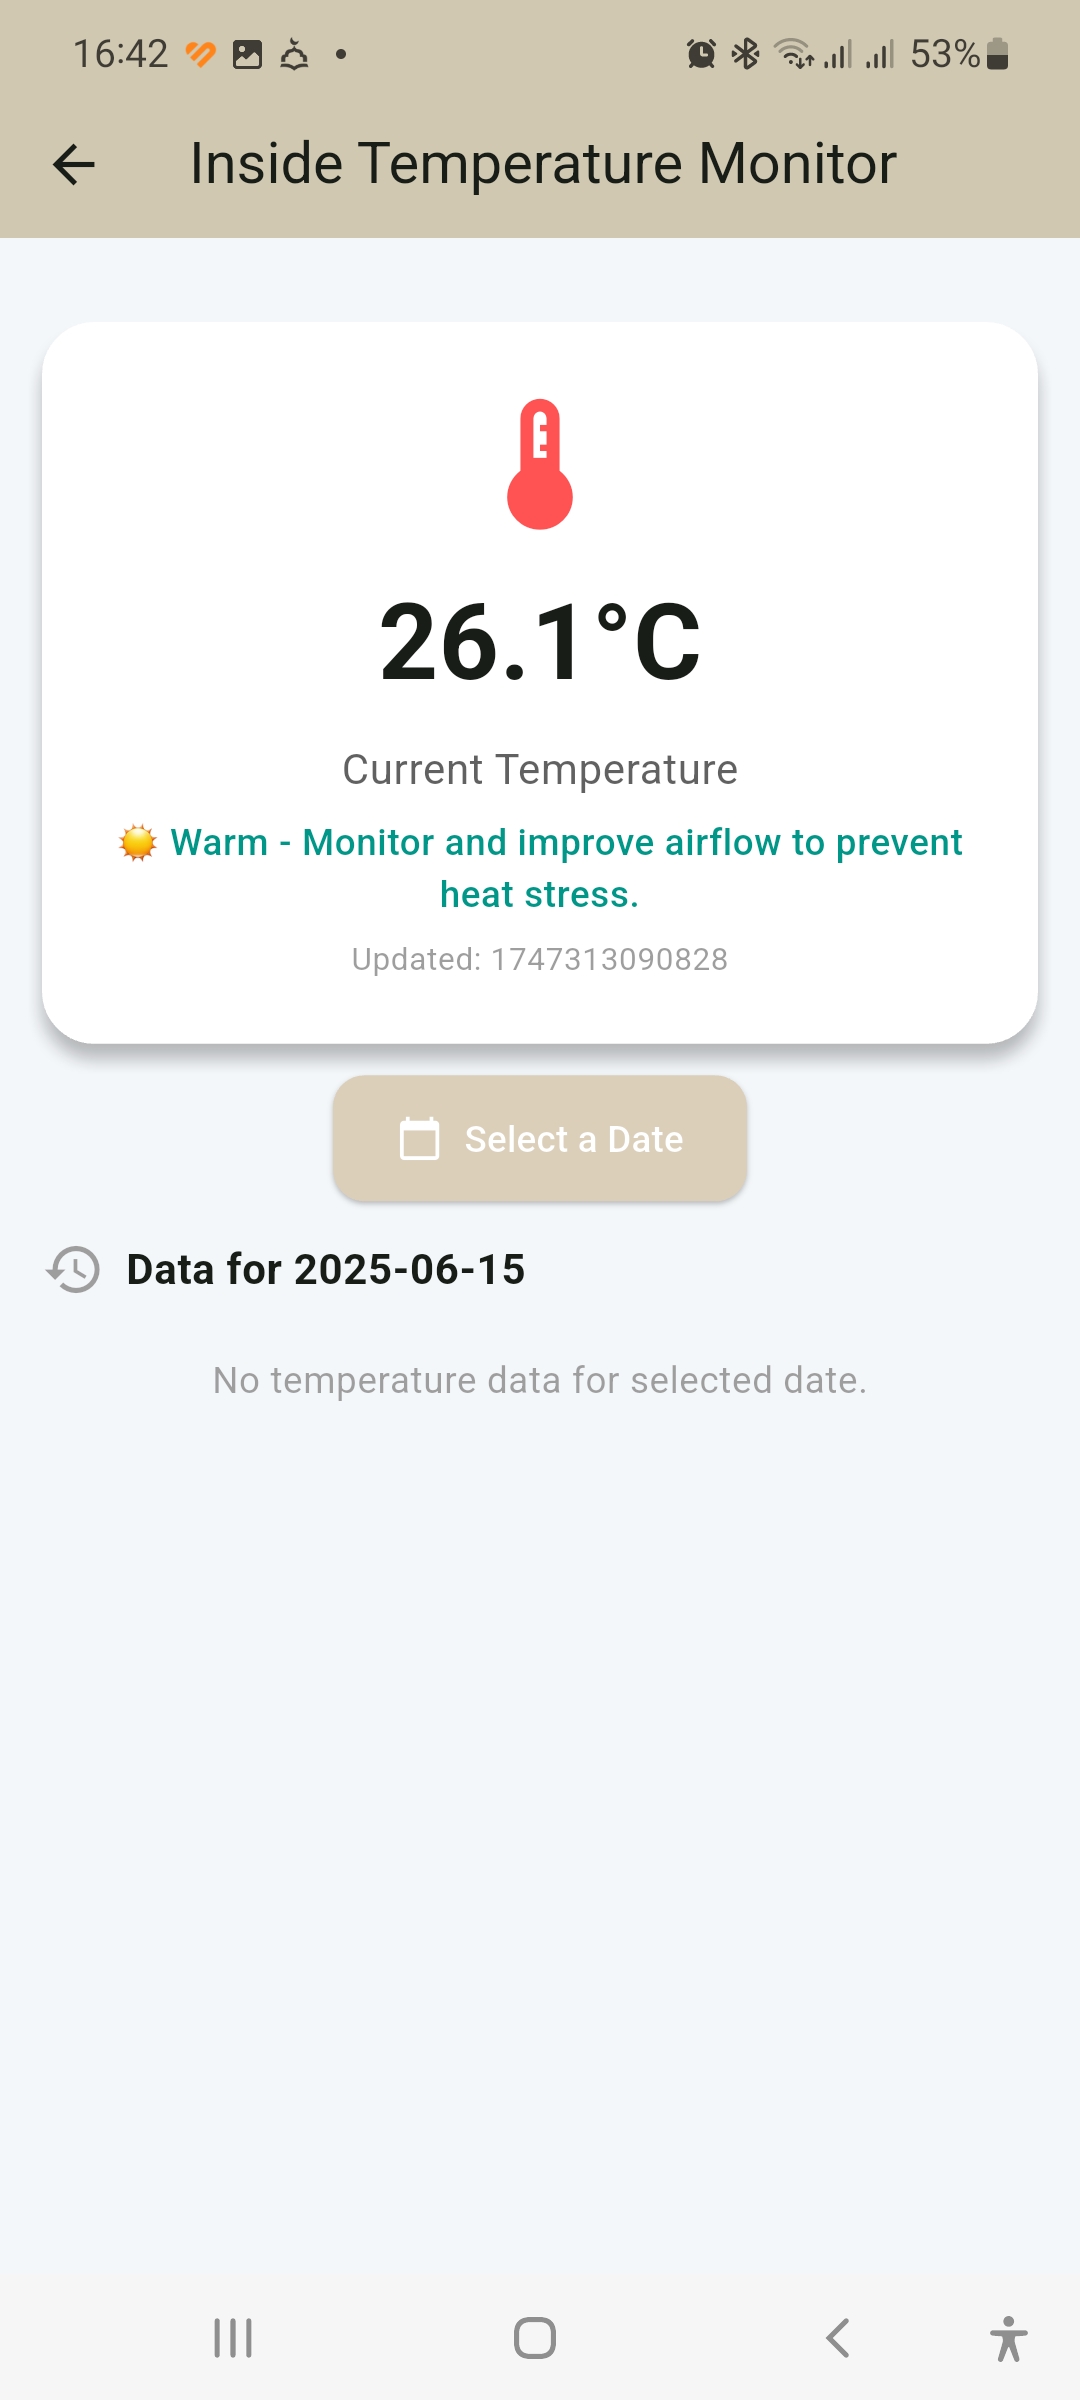 16:42
53%
Inside Temperature Monitor
26.1°C
Current Temperature
☀️ Warm - Monitor and improve airflow to prevent
heat stress.
Updated: 1747313090828
Select a Date
Data for 2025-06-15
No temperature data for selected date.